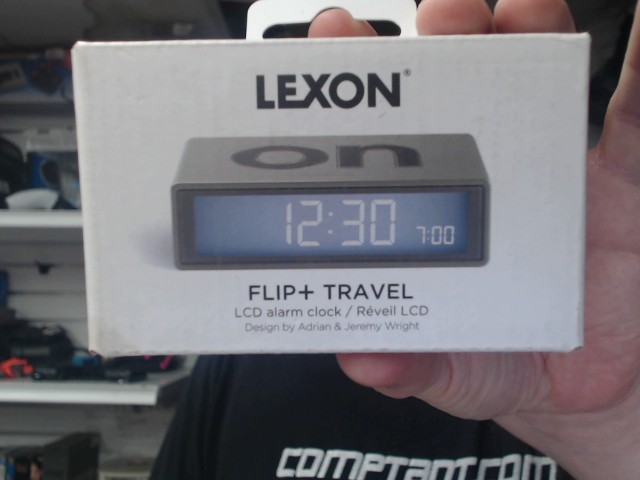 LEXON®
on
12:30
7:00
FLIP+ TRAVEL
LCD alarm clock / Réveil LCD
Design by Adrian & Jeremy Wright
COMPTANT.COM